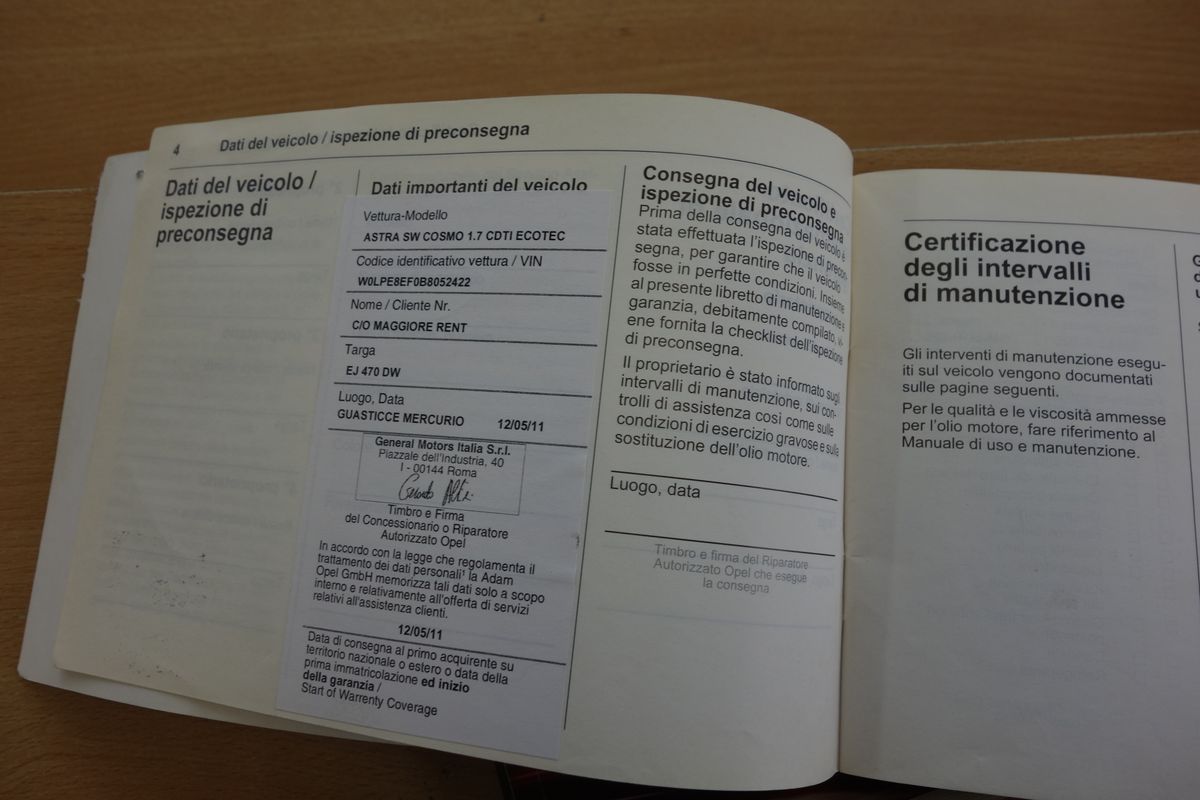 4 Dati del veicolo / ispezione di preconsegna
Dati del veicolo /
ispezione di
preconsegna
Dati importanti del veicolo
Vettura-Modello
ASTRA SW COSMO 1.7 CDTI ECOTEC
Codice identificativo vettura / VIN
W0LPE8EF0B8052422
Nome / Cliente Nr.
C/O MAGGIORE RENT
Targa
EJ 470 DW
Luogo, Data
GUASTICCE MERCURIO 12/05/11
General Motors Italia S.r.l.
Piazzale dell'Industria, 40
I - 00144 Roma
Timbro e Firma
del Concessionario o Riparatore
Autorizzato Opel
In accordo con la legge che regolamenta il
trattamento dei dati personali¹ la Adam
Opel GmbH memorizza tali dati solo a scopo
interno e relativamente all'offerta di servizi
relativi all'assistenza clienti.
12/05/11
Data di consegna al primo acquirente su
territorio nazionale o estero o data della
prima immatricolazione ed inizio
della garanzia /
Start of Warrenty Coverage
Consegna del veicolo e
ispezione di preconsegna
Prima della consegna del veicolo è
stata effettuata l'ispezione di precon-
segna, per garantire che il veicolo
fosse in perfette condizioni. Insieme
al presente libretto di manutenzione e
garanzia, debitamente compilato, vi-
ene fornita la checklist dell'ispezione
di preconsegna.
Il proprietario è stato informato sugli
intervalli di manutenzione, sui con-
trolli di assistenza così come sulle
condizioni di esercizio gravose e sulla
sostituzione dell'olio motore.
Luogo, data
Timbro e firma del Riparatore
Autorizzato Opel che esegue
la consegna
Certificazione
degli intervalli
di manutenzione
Gli interventi di manutenzione esegu-
iti sul veicolo vengono documentati
sulle pagine seguenti.
Per le qualità e le viscosità ammesse
per l'olio motore, fare riferimento al
Manuale di uso e manutenzione.